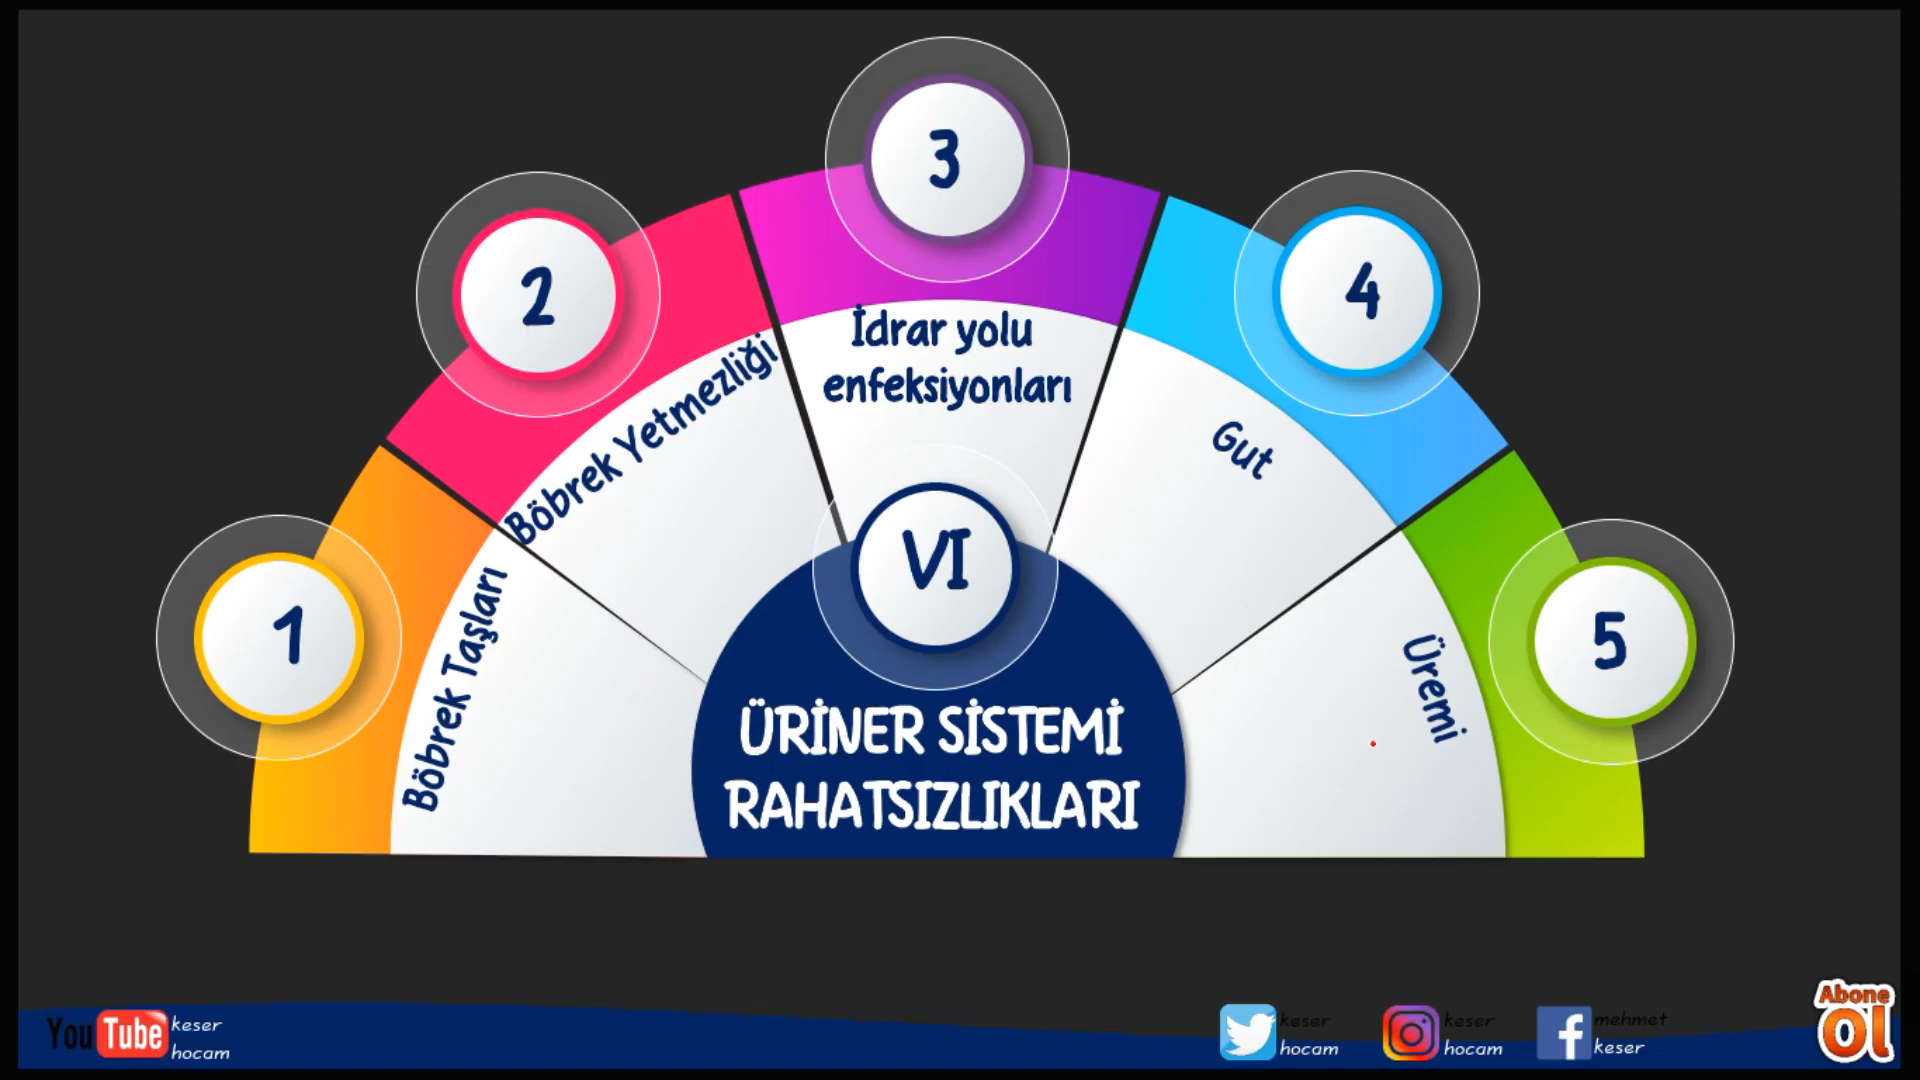 3
2
4
İdrar yolu
enfeksiyonları
Böbrek Yetmezliği
Gut
1
Böbrek Taşları
VI
5
Üremi
ÜRİNER SİSTEMİ
RAHATSIZLIKLARI
YouTube keser
hocam
keser
hocam
keser
hocam
mehmet
keser
Abone
Ol